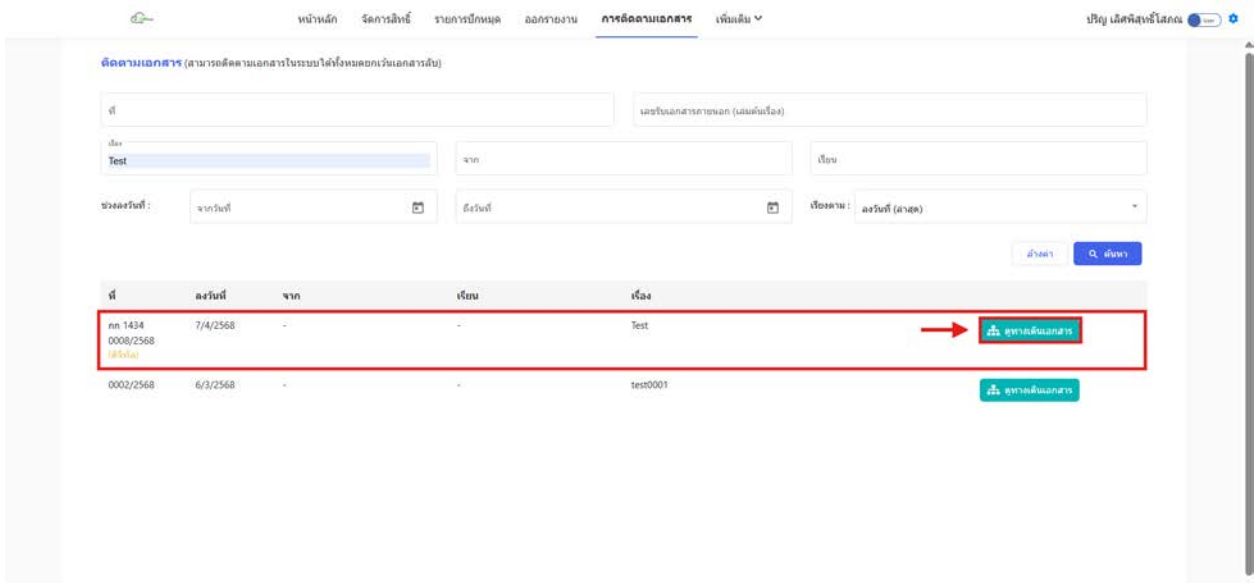 หน้าหลัก จัดการสิทธิ์ รายการปักหมุด ออกรายงาน การติดตามเอกสาร เพิ่มเติม ปริญ เลิศพิสุทธิ์โสภณ
ติดตามเอกสาร (สามารถติดตามเอกสารในระบบได้ทั้งหมดยกเว้นเอกสารลับ)
ที่ เลขรับเอกสารภายนอก (เล่มต้นเรื่อง)
เรื่อง
Test จาก เรียน
ช่วงลงวันที่ : จากวันที่ ถึงวันที่ เรียงตาม : ลงวันที่ (ล่าสุด)
ล้างค่า ค้นหา
ที่ ลงวันที่ จาก เรียน เรื่อง
กก 1434 7/4/2568 - - Test ดูทางเดินเอกสาร
0008/2568
0002/2568 6/3/2568 - - test0001 ดูทางเดินเอกสาร